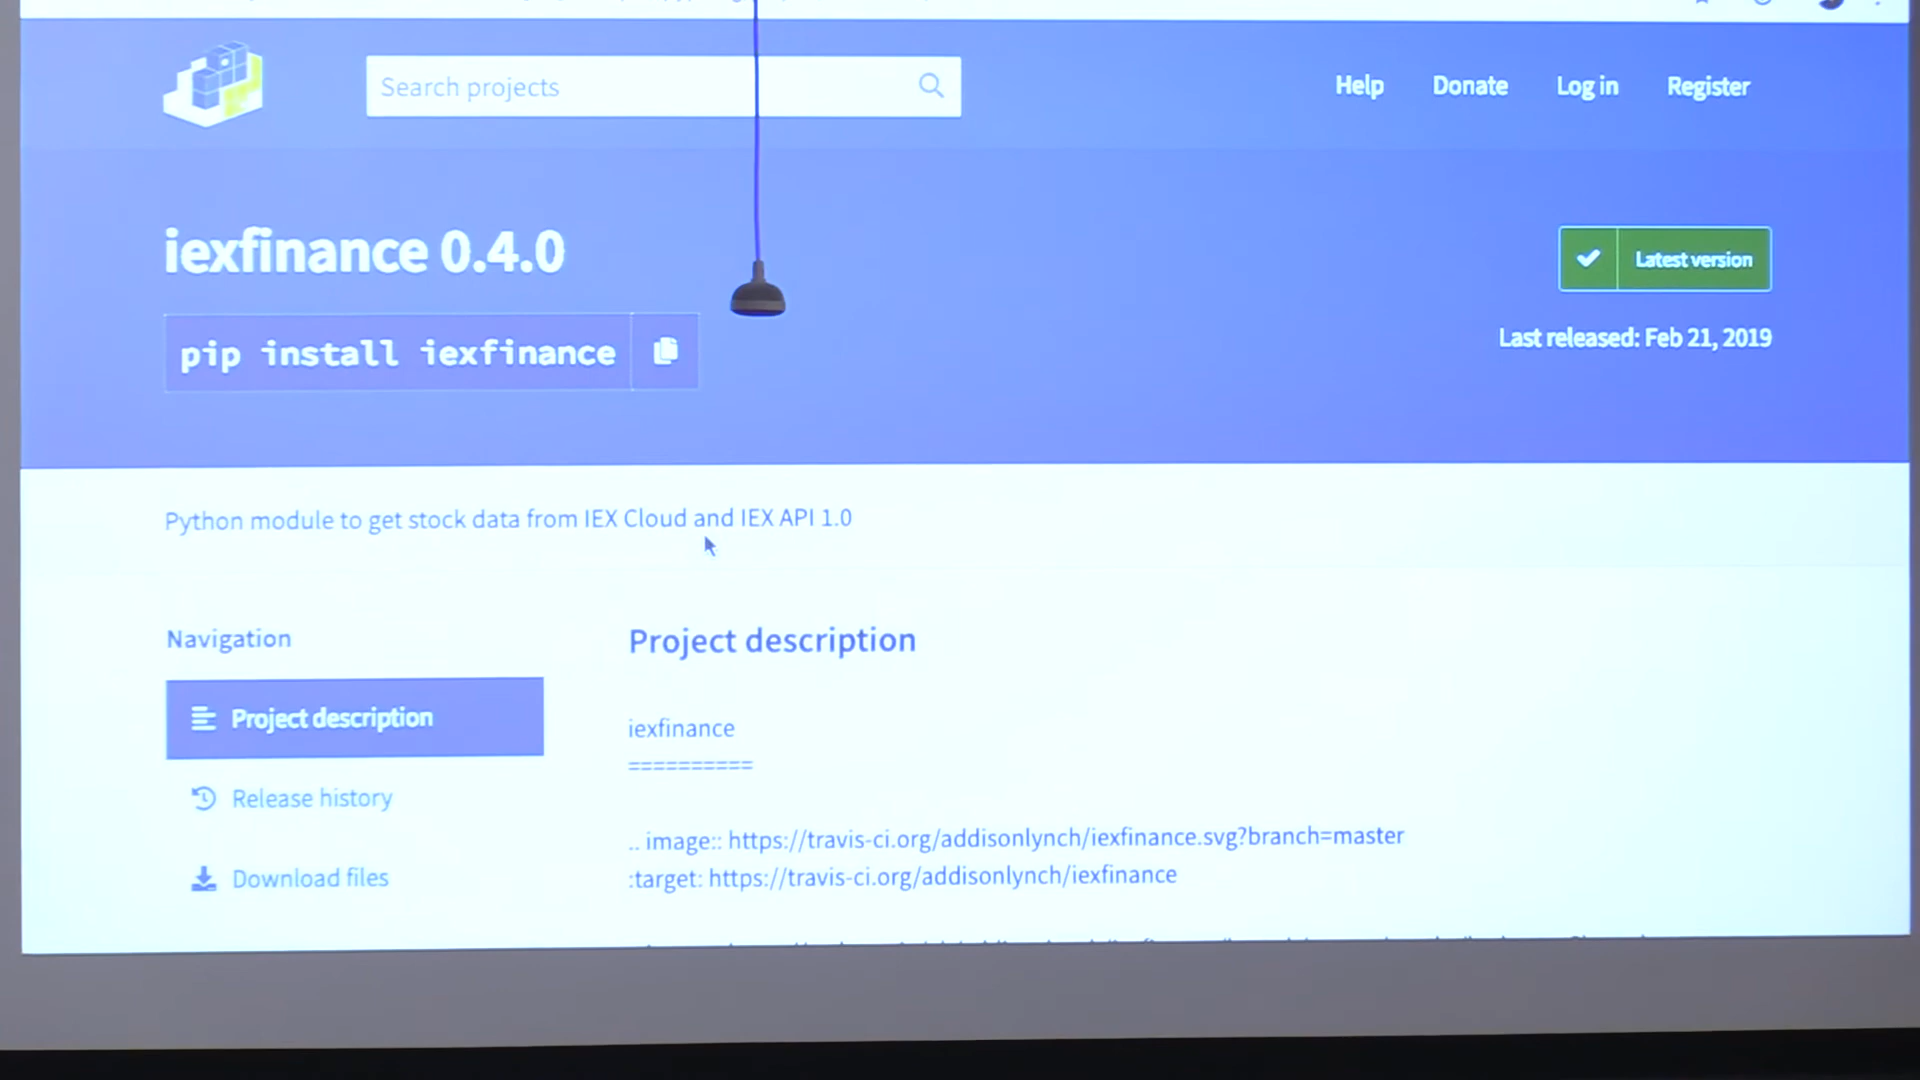 Search projects
Help Donate Log in Register
iexfinance 0.4.0
Latest version
pip install iexfinance
Last released: Feb 21, 2019
Python module to get stock data from IEX Cloud and IEX API 1.0
Navigation
Project description
Project description
iexfinance
==========
Release history
.. image:: https://travis-ci.org/addisonlynch/iexfinance.svg?branch=master
:target: https://travis-ci.org/addisonlynch/iexfinance
Download files